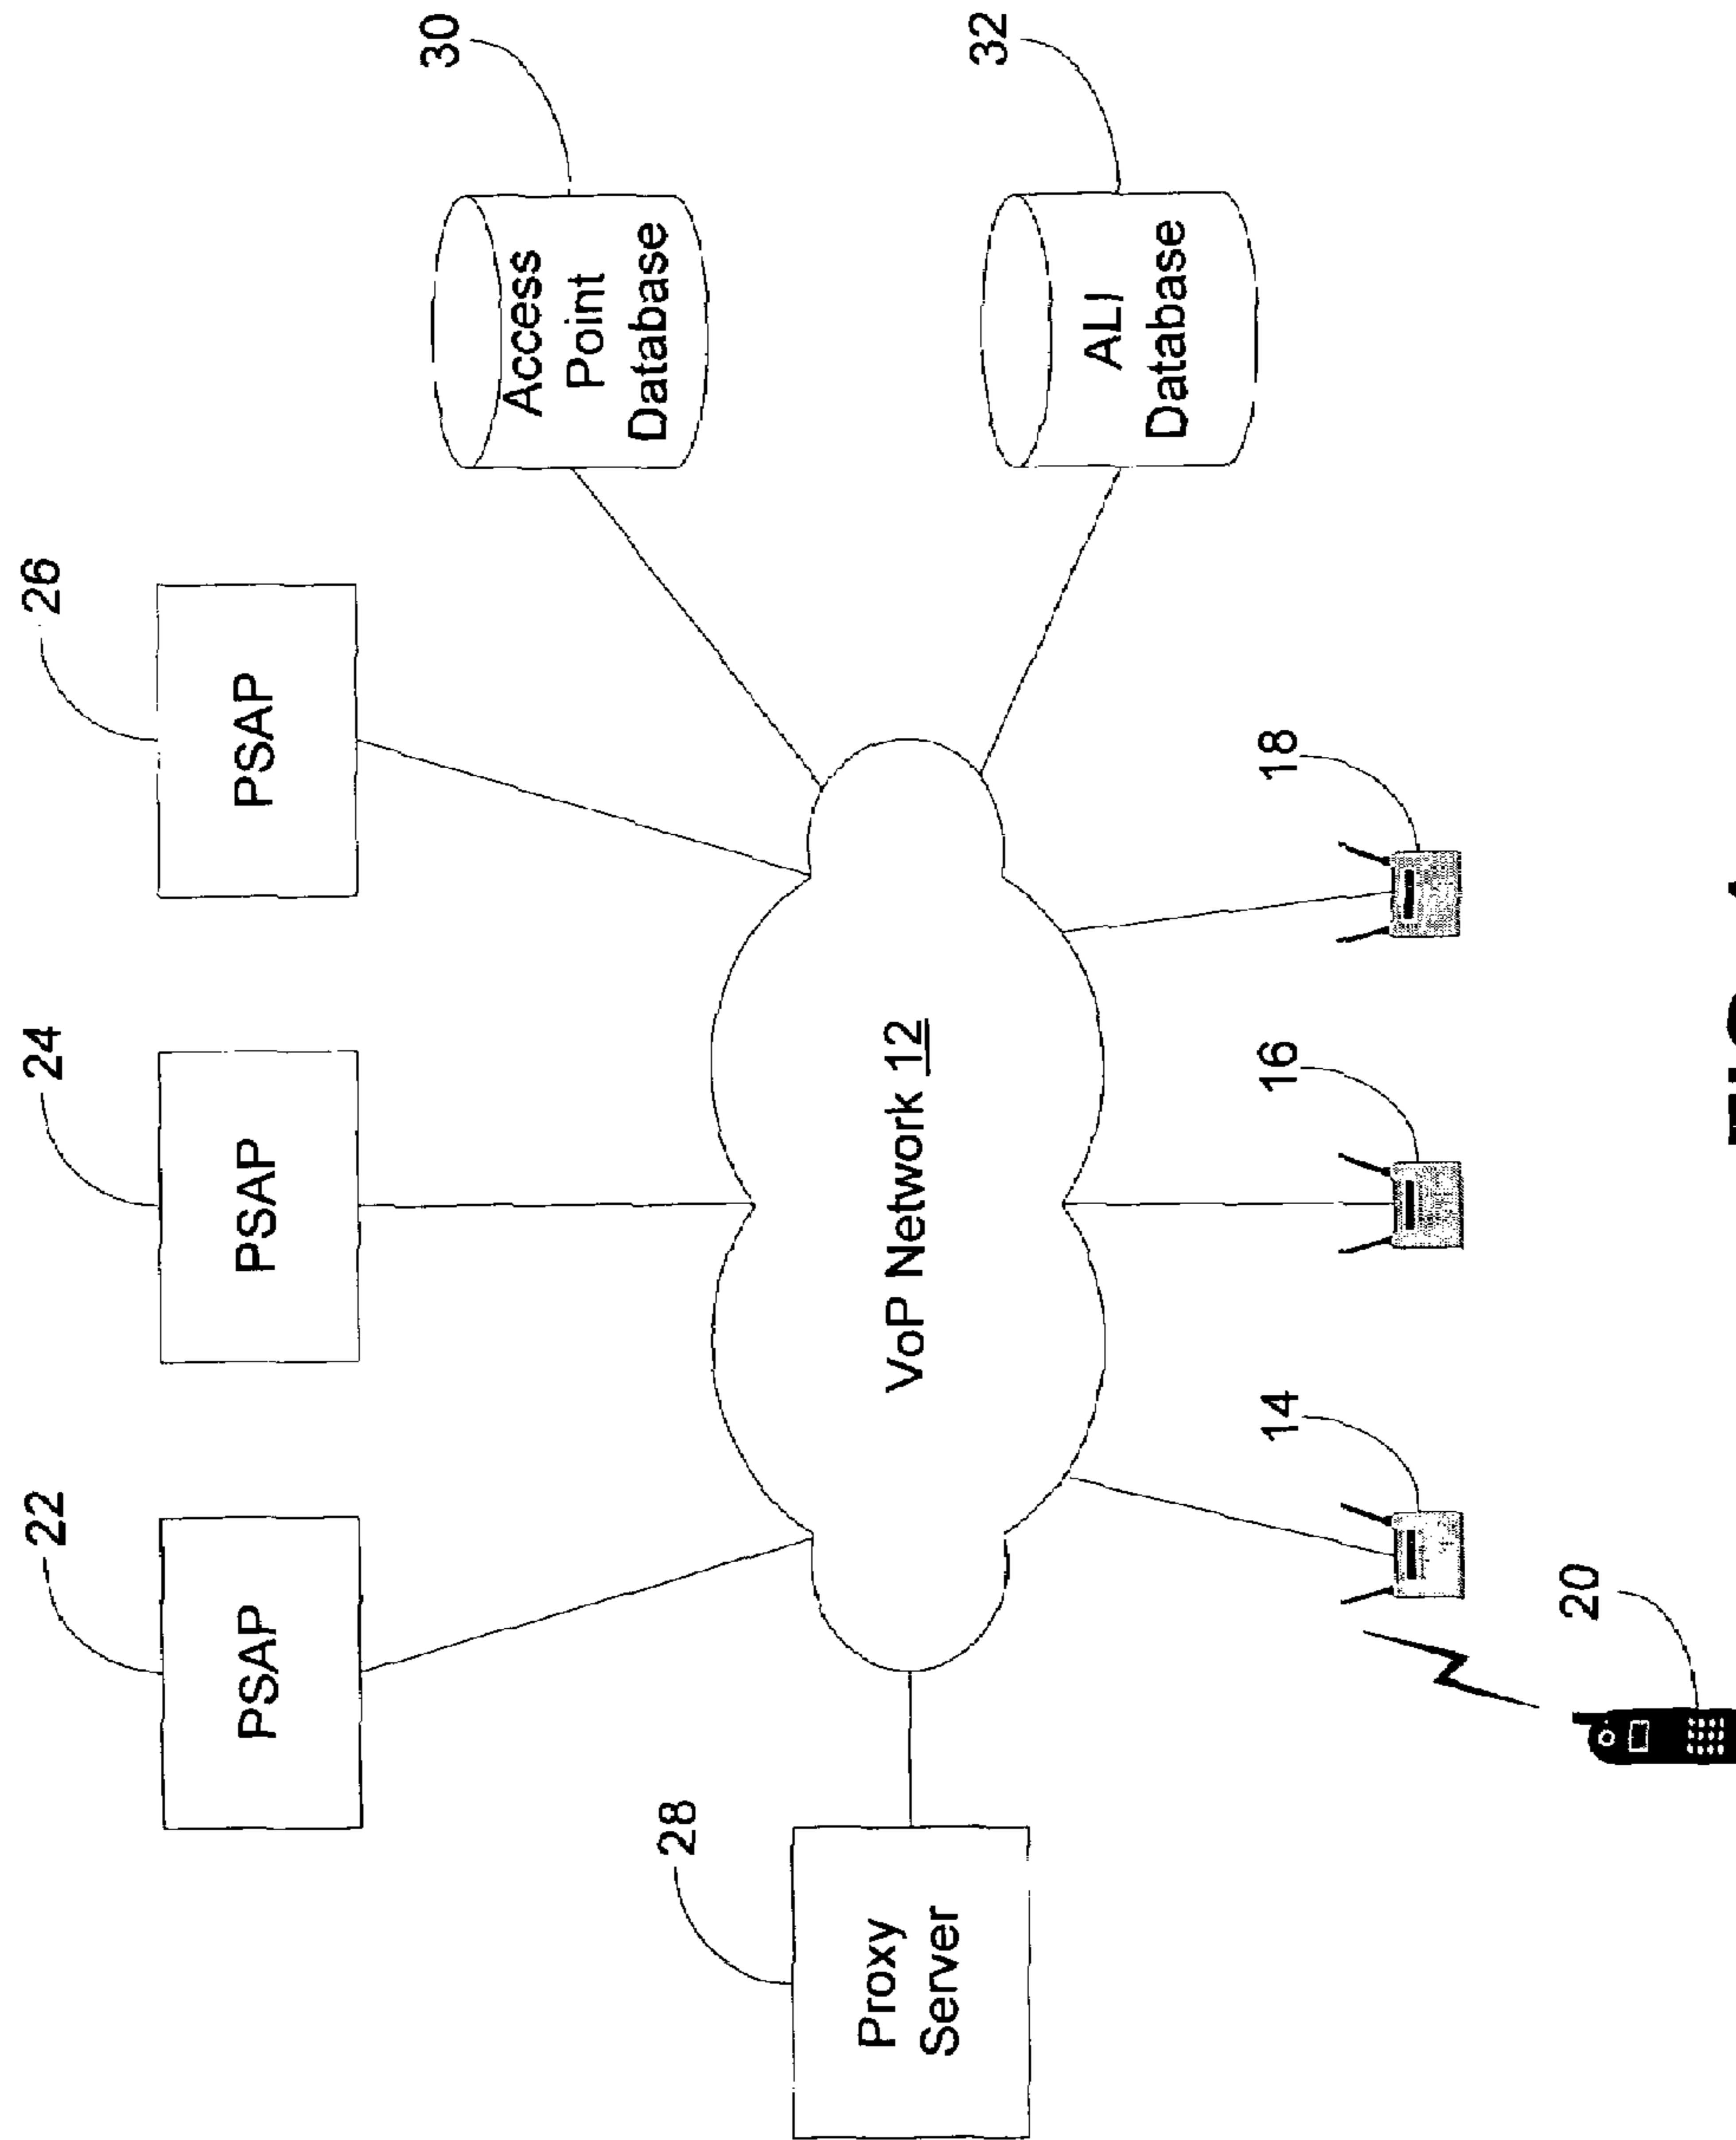 22
24
26
PSAP
PSAP
PSAP
30
Access
Point
Database
28
Proxy
Server
VoP Network 12
32
ALI
Database
14
16
18
20